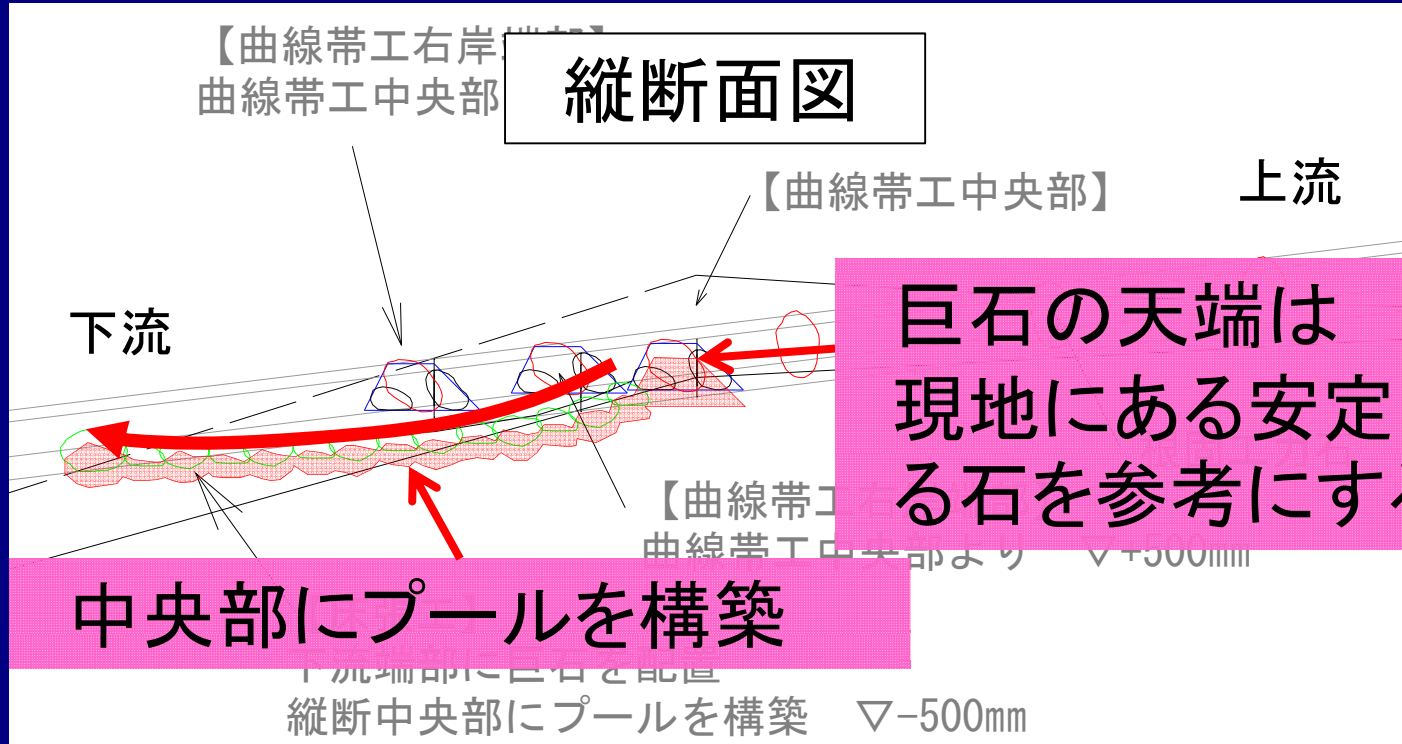 【曲線帯工右岸端部】
曲線帯工中央部
縦断面図
【曲線帯工中央部】
上流
下流
巨石の天端は
現地にある安定
る石を参考にする
【曲線帯工右
曲線帯工中央部より ▽+500mm
中央部にプールを構築
下流端部に巨石を配置
縦断中央部にプールを構築 ▽-500mm